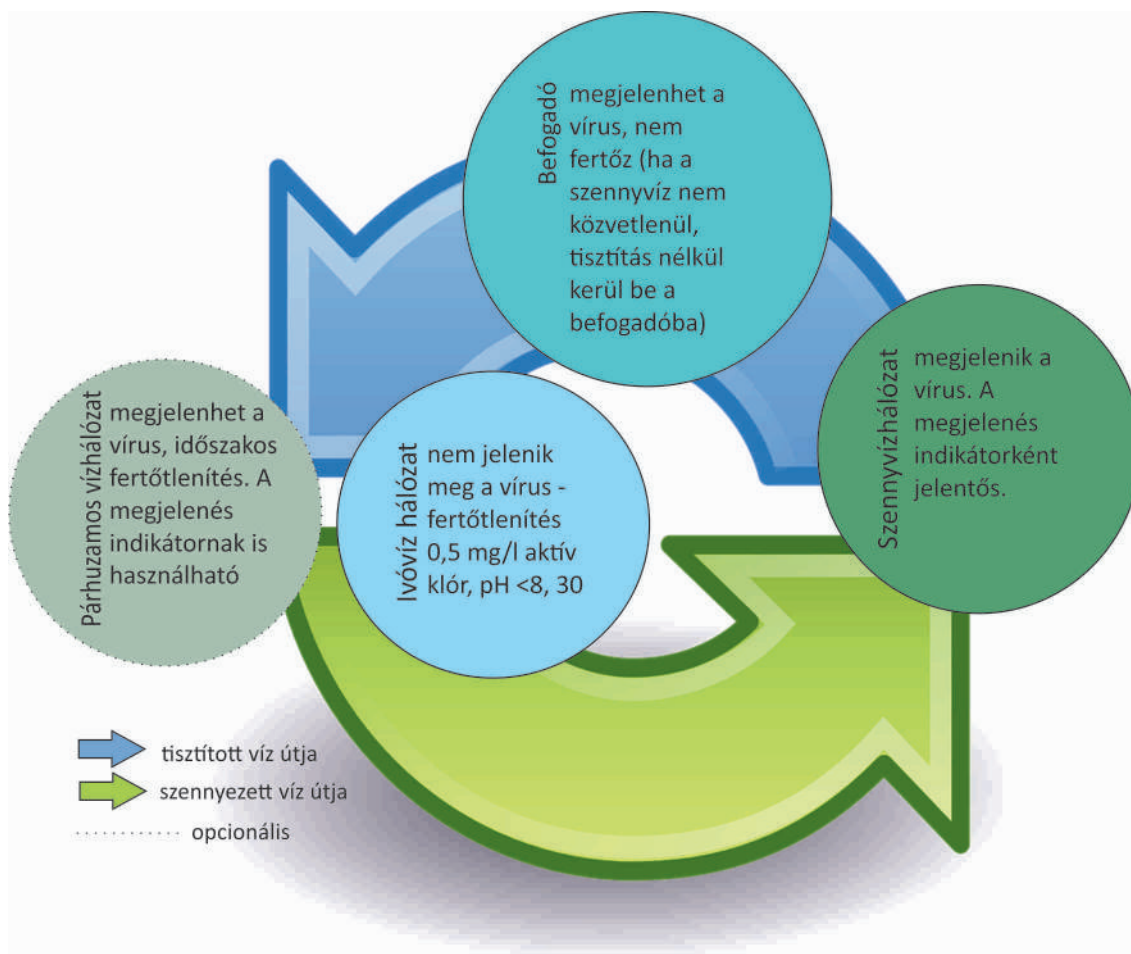 Befogadó
megjelenhet a
vírus, nem
fertőz (ha a
szennyvíz nem
közvetlenül,
tisztítás nélkül
kerül be a
befogadóba)
Szennyvízhálózat
megjelenik a
vírus. A
megjelenés
indikátorként
jelentős.
Párhuzamos vízhálózat
megjelenhet a
vírus, időszakos
fertőtlenítés. A
megjelenés
indikátornak is
használható
Ivóvíz hálózat
nem jelenik
meg a vírus -
fertőtlenítés
0,5 mg/l aktív
klór, pH <8, 30
tisztított víz útja
szennyezett víz útja
opcionális